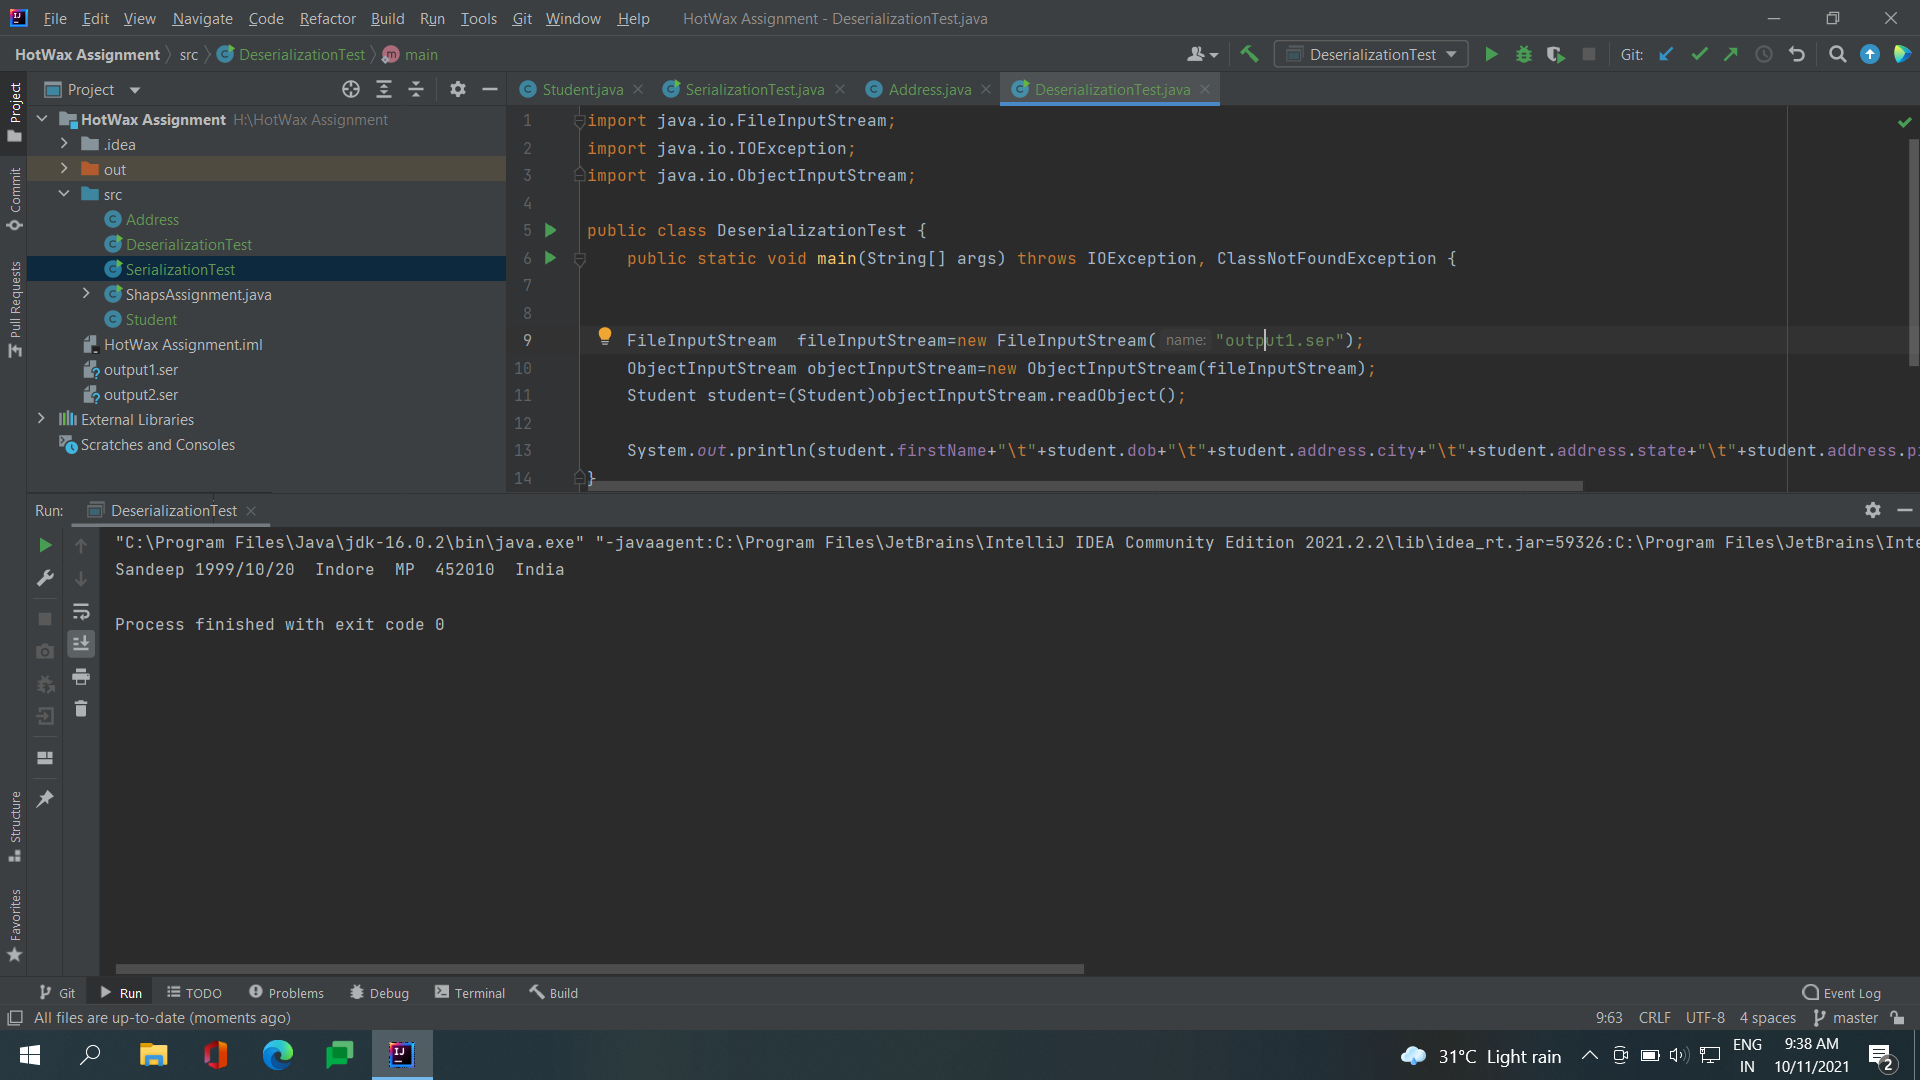 File Edit View Navigate Code Refactor Build Run Tools Git Window Help HotWax Assignment - DeserializationTest.java
HotWax Assignment src DeserializationTest main DeserializationTest Git:
Project Student.java SerializationTest.java Address.java DeserializationTest.java
Project
Commit
Pull Requests
HotWax Assignment H:\HotWax Assignment
.idea
out
src
Address
DeserializationTest
SerializationTest
ShapsAssignment.java
Student
HotWax Assignment.iml
output1.ser
output2.ser
External Libraries
Scratches and Consoles
1 import java.io.FileInputStream;
2 import java.io.IOException;
3 import java.io.ObjectInputStream;
4
5 public class DeserializationTest {
6 public static void main(String[] args) throws IOException, ClassNotFoundException {
7
8
9 FileInputStream fileInputStream=new FileInputStream( name: "output1.ser");
10 ObjectInputStream objectInputStream=new ObjectInputStream(fileInputStream);
11 Student student=(Student)objectInputStream.readObject();
12
13 System.out.println(student.firstName+"\t"+student.dob+"\t"+student.address.city+"\t"+student.address.state+"\t"+student.address.p
14 }
Run: DeserializationTest
"C:\Program Files\Java\jdk-16.0.2\bin\java.exe" "-javaagent:C:\Program Files\JetBrains\IntelliJ IDEA Community Edition 2021.2.2\lib\idea_rt.jar=59326:C:\Program Files\JetBrains\Inte
Sandeep 1999/10/20 Indore MP 452010 India
Process finished with exit code 0
Structure
Favorites
Git Run TODO Problems Debug Terminal Build Event Log
All files are up-to-date (moments ago) 9:63 CRLF UTF-8 4 spaces master
31°C Light rain ENG 9:38 AM
IN 10/11/2021 2